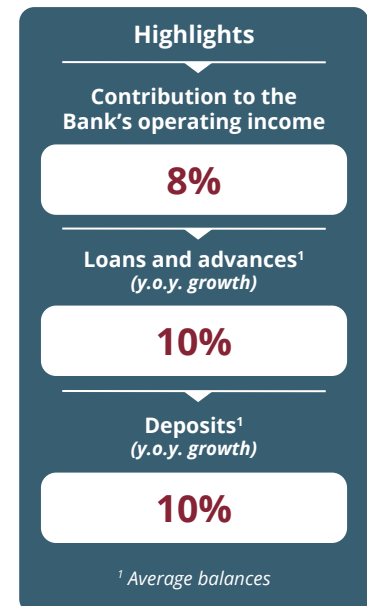 Highlights
Contribution to the
Bank's operating income
8%
Loans and advances¹
(y.o.y. growth)
10%
Deposits¹
(y.o.y. growth)
10%
¹ Average balances